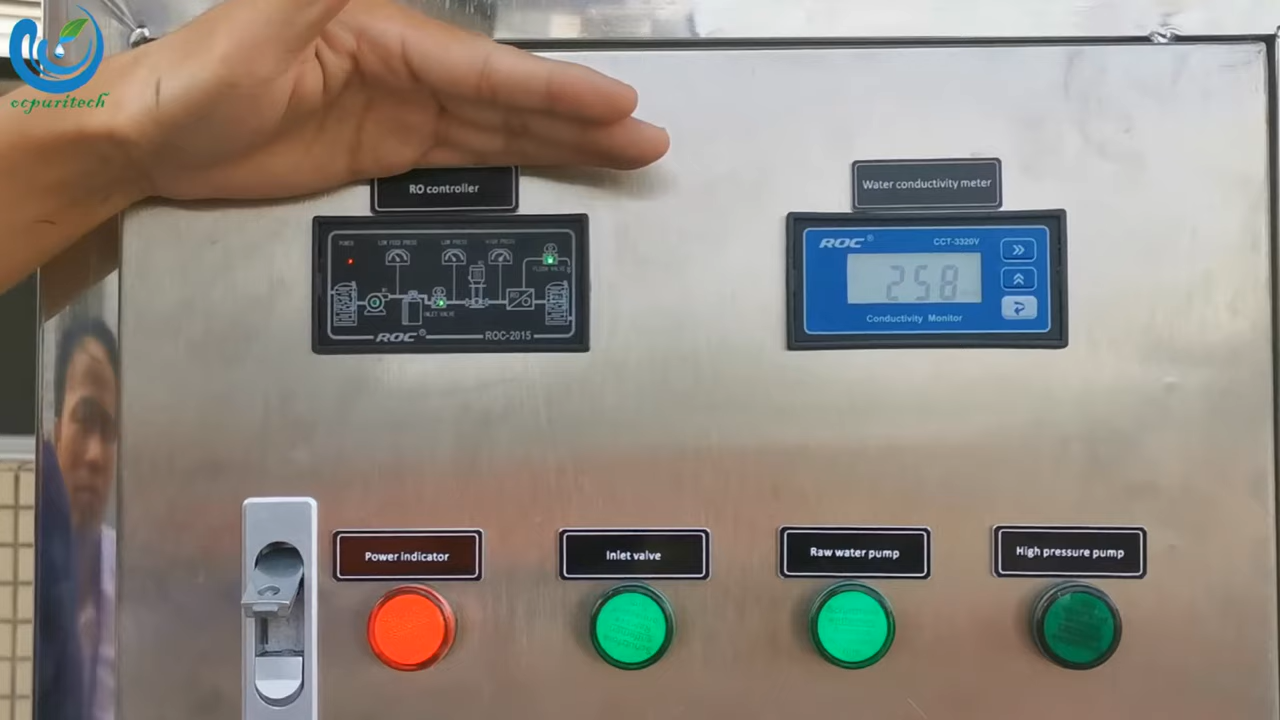 ccpuritech
RO controller
Water conductivity meter
POWER
LOW FEED PRESS
LOW PRESS
HIGH PRESS
FLUSH VALVE
INLET VALVE
ROC®
ROC-2015
ROC®
CCT-3320V
258
Conductivity Monitor
Power indicator
Inlet valve
Raw water pump
High pressure pump